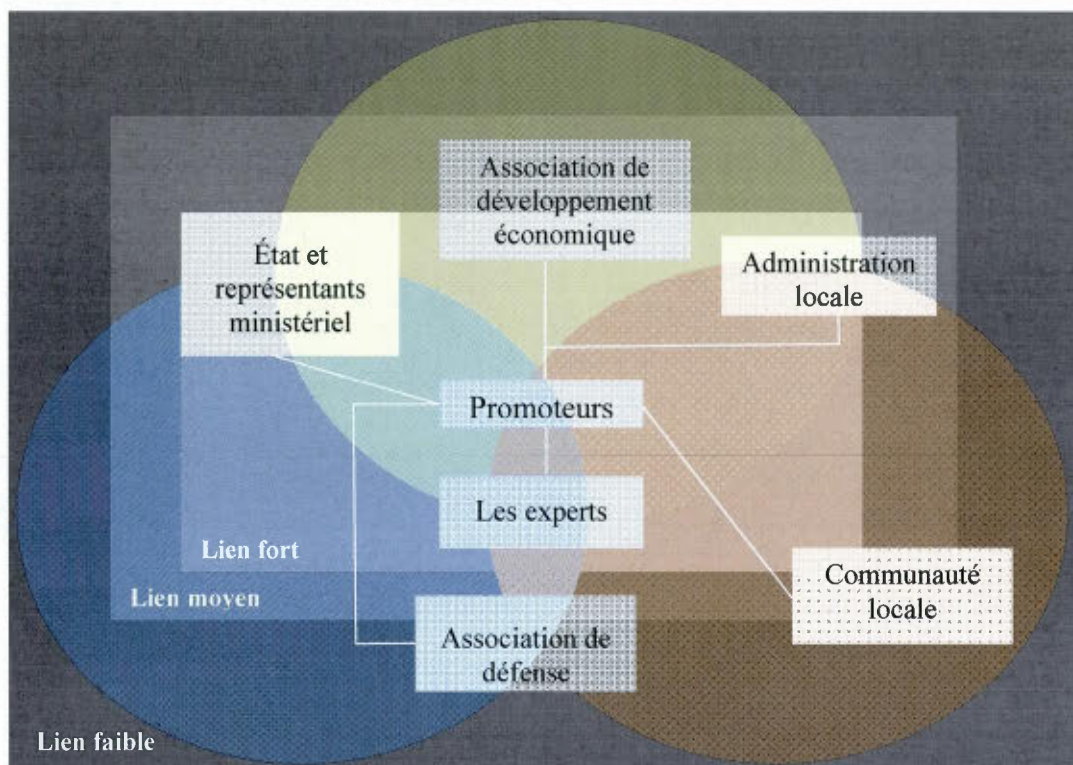 Association de
développement
économique
État et
représentants
ministériel
Administration
locale
Promoteurs
Les experts
Lien fort
Communauté
locale
Lien moyen
Association de
défense
Lien faible